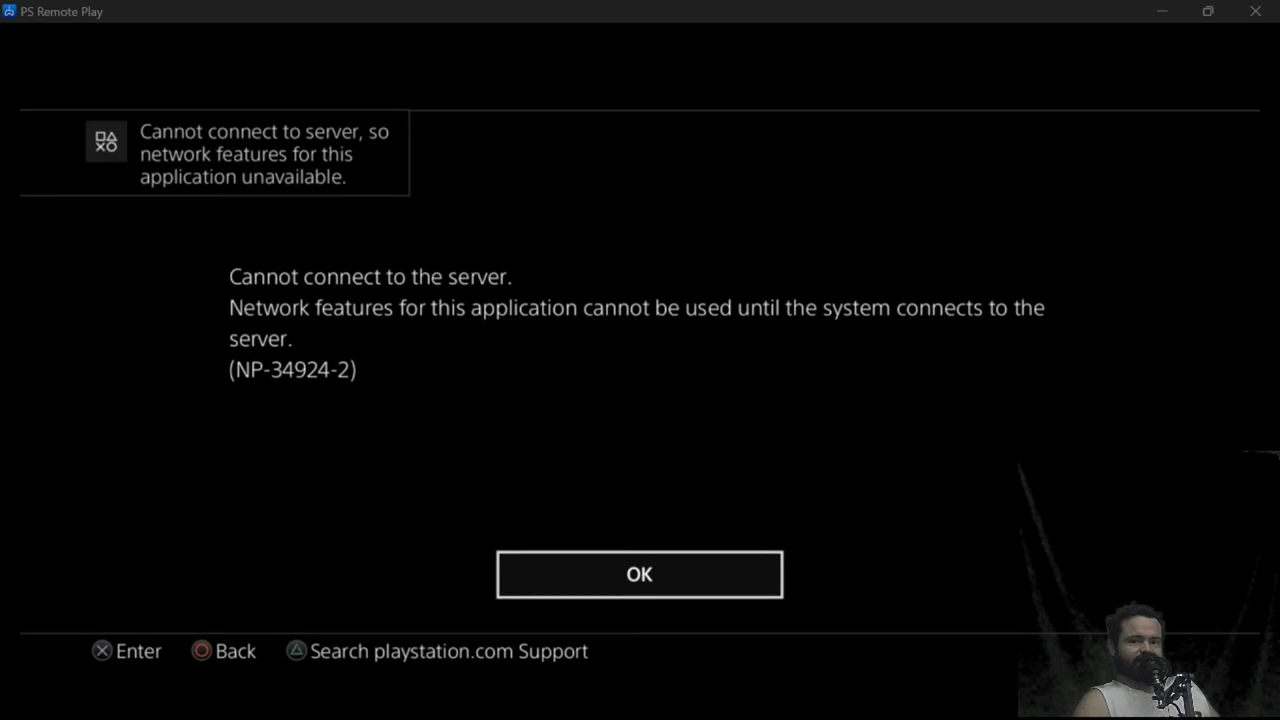 PS Remote Play
Cannot connect to server, so
network features for this
application unavailable.
Cannot connect to the server.
Network features for this application cannot be used until the system connects to the
server.
(NP-34924-2)
OK
Enter Back Search playstation.com Support